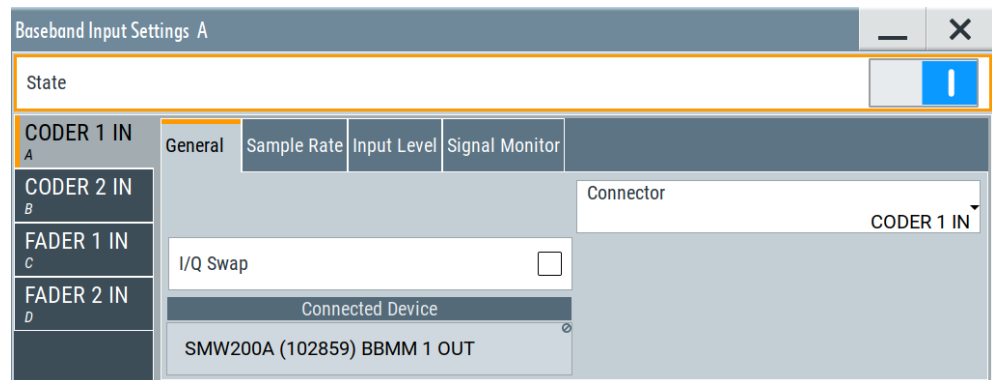 Baseband Input Settings A
State
CODER 1 IN
A
CODER 2 IN
B
FADER 1 IN
C
FADER 2 IN
D
General Sample Rate Input Level Signal Monitor
Connector
CODER 1 IN
I/Q Swap
Connected Device
SMW200A (102859) BBMM 1 OUT